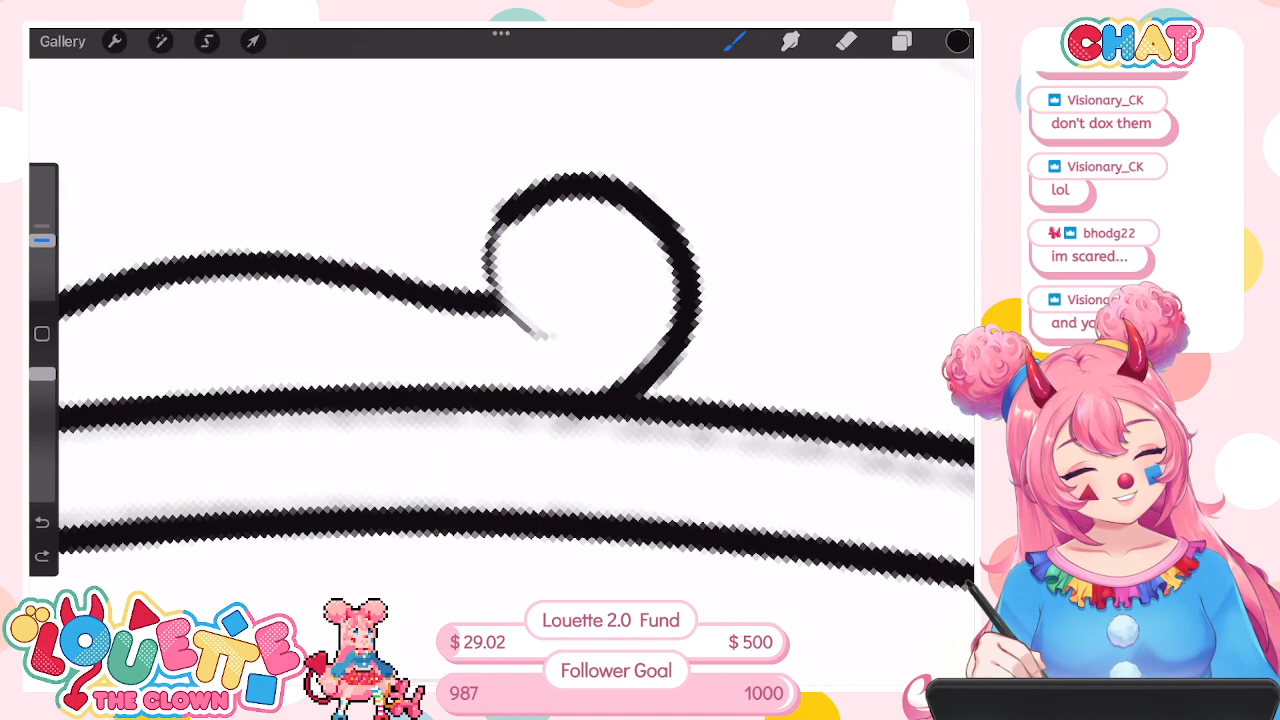 Gallery
CHAT
Visionary_CK
don't dox them
Visionary_CK
lol
bhodg22
im scared...
and
LOUETTE
THE CLOWN
Louette 2.0 Fund
$ 29.02
$ 500
Follower Goal
987
1000